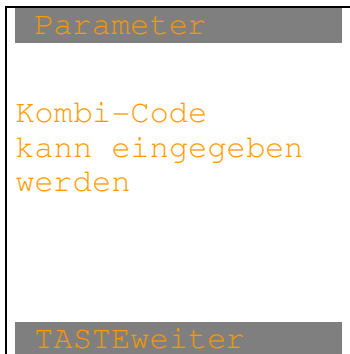 Parameter
Kombi-Code
kann eingegeben
werden
TASTEweiter